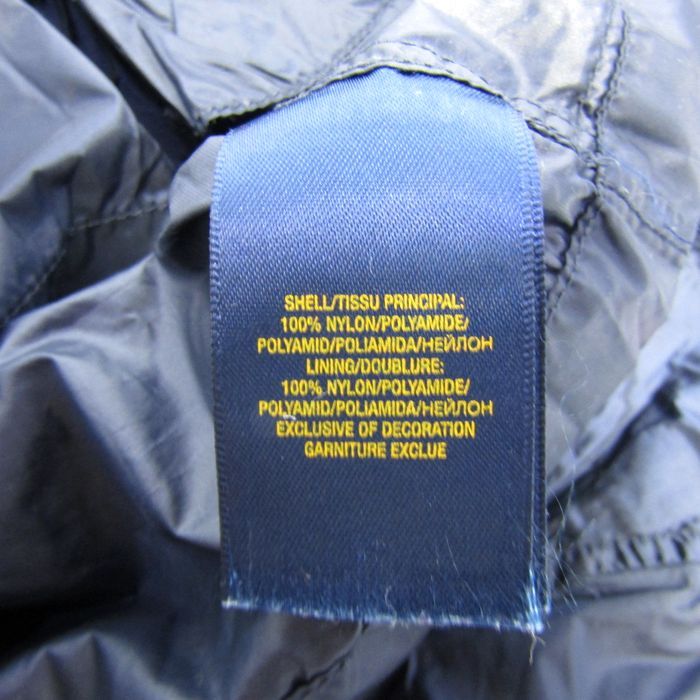 SHELL/TISSU PRINCIPAL:
100% NYLON/POLYAMIDE/
POLYAMID/POLIAMIDA/НЕЙЛОН
LINING/DOUBLURE:
100% NYLON/POLYAMIDE/
POLYAMID/POLIAMIDA/НЕЙЛОН
EXCLUSIVE OF DECORATION
GARNITURE EXCLUE